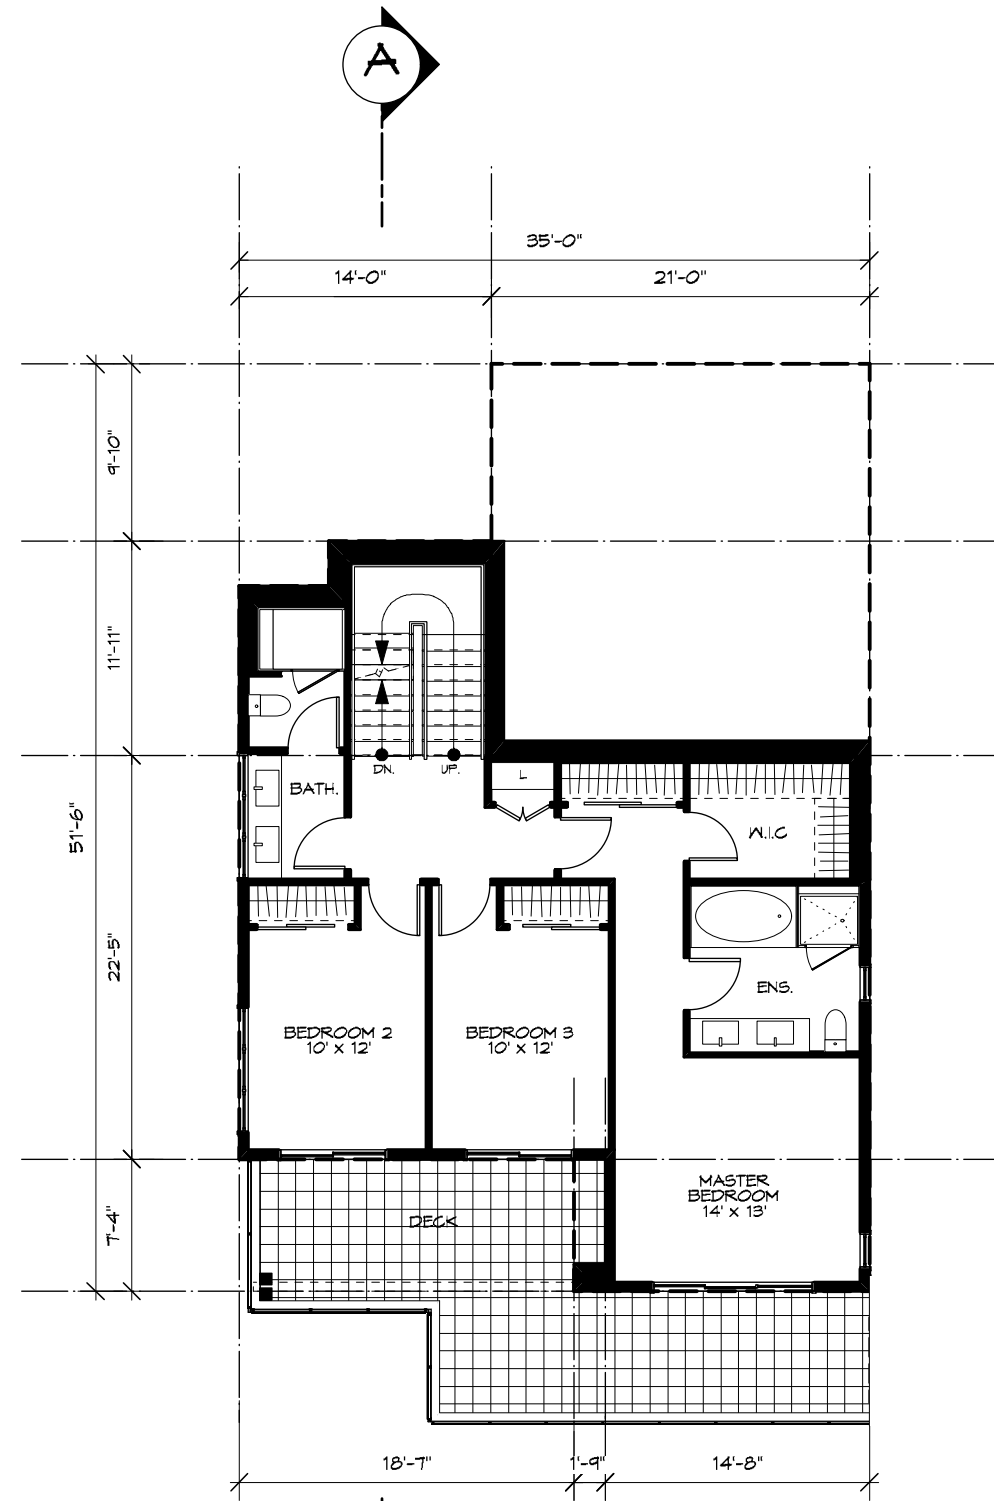 A
35'-0"
14'-0"
21'-0"
9'-10"
11'-11"
51'-6"
22'-5"
7'-4"
DN.
UP.
L
BATH.
W.I.C
ENS.
BEDROOM 2
10' x 12'
BEDROOM 3
10' x 12'
MASTER
BEDROOM
14' x 13'
DECK
18'-7"
1'-9"
14'-8"